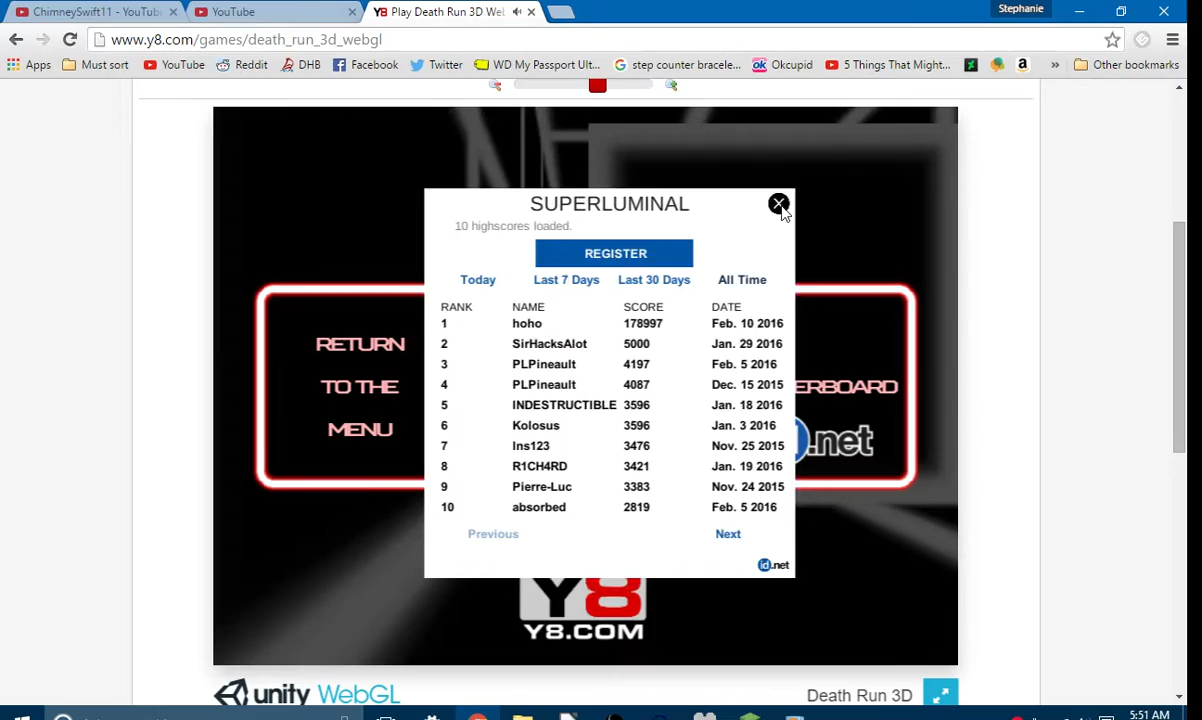 ChimneySwift11 - YouTub
YouTube
Play Death Run 3D Web
Stephanie
www.y8.com/games/death_run_3d_webgl
Apps
Must sort
YouTube
Reddit
DHB
Facebook
Twitter
WD My Passport Ult...
step counter bracele...
Okcupid
5 Things That Might...
»
Other bookmarks
SUPERLUMINAL
10 highscores loaded.
REGISTER
Today Last 7 Days Last 30 Days All Time
RANK NAME SCORE DATE
1 hoho 178997 Feb. 10 2016
2 SirHacksAlot 5000 Jan. 29 2016
3 PLPineault 4197 Feb. 5 2016
4 PLPineault 4087 Dec. 15 2015
5 INDESTRUCTIBLE 3596 Jan. 18 2016
6 Kolosus 3596 Jan. 3 2016
7 Ins123 3476 Nov. 25 2015
8 R1CH4RD 3421 Jan. 19 2016
9 Pierre-Luc 3383 Nov. 24 2015
10 absorbed 2819 Feb. 5 2016
Previous Next
id.net
RETURN
TO THE
MENU
ERBOARD
.net
Y8
Y8.COM
unity WebGL
Death Run 3D
5:51 AM